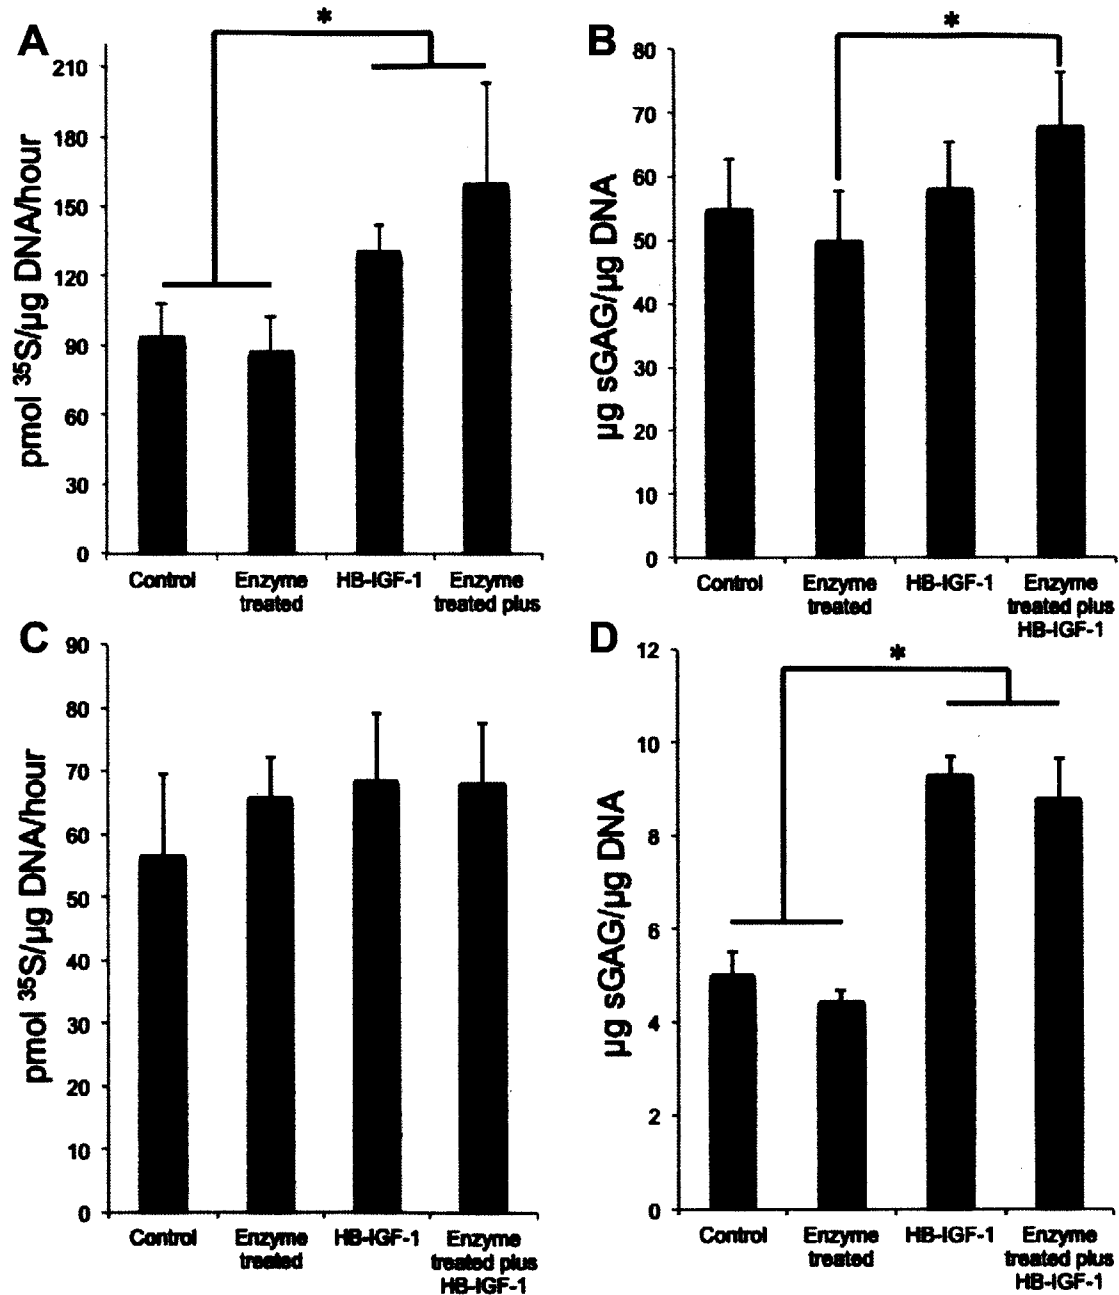 A
*
210
180
150
120
90
60
30
0
pmol ³⁵S/µg DNA/hour
Control
Enzyme
treated
HB-IGF-1
Enzyme
treated plus
B
*
80
70
60
50
40
30
20
10
0
µg sGAG/µg DNA
Control
Enzyme
treated
HB-IGF-1
Enzyme
treated plus
HB-IGF-1
C
90
80
70
60
50
40
30
20
10
0
pmol ³⁵S/µg DNA/hour
Control
Enzyme
treated
HB-IGF-1
Enzyme
treated plus
HB-IGF-1
D
*
12
10
8
6
4
2
0
µg sGAG/µg DNA
Control
Enzyme
treated
HB-IGF-1
Enzyme
treated plus
HB-IGF-1